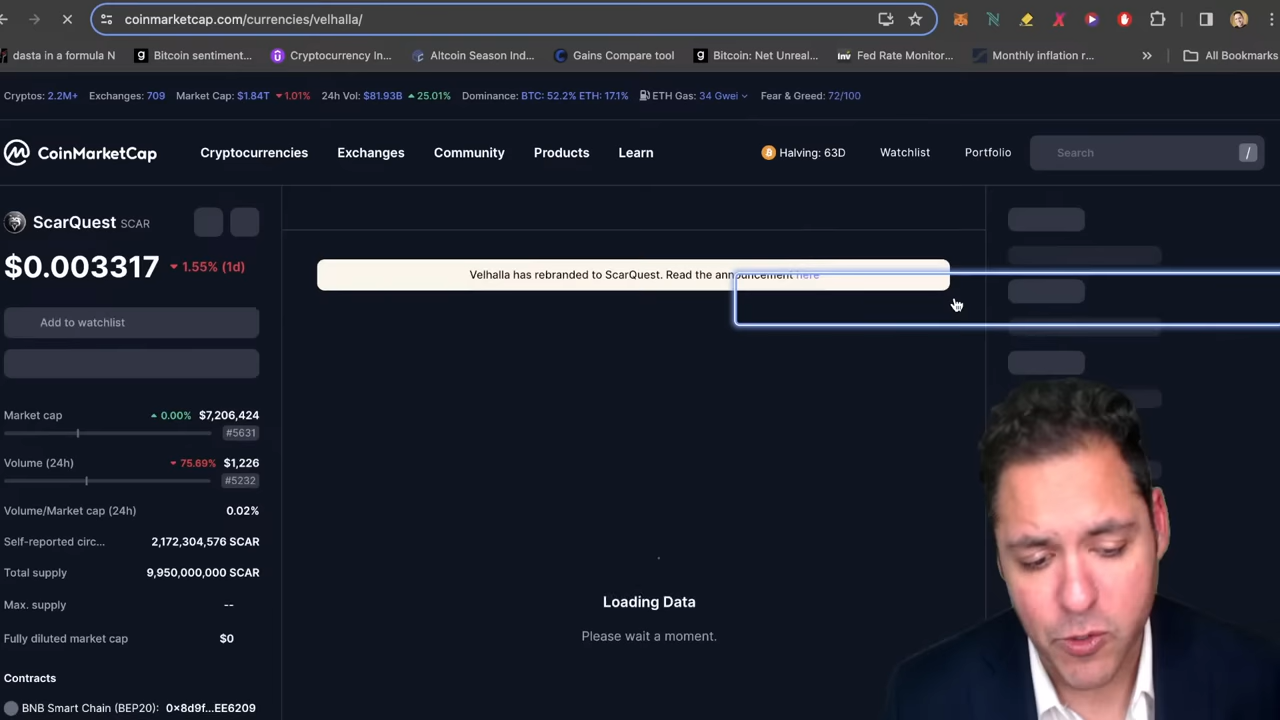 coinmarketcap.com/currencies/velhalla/
dasta in a formula N
Bitcoin sentiment...
Cryptocurrency In...
Altcoin Season Ind...
Gains Compare tool
Bitcoin: Net Unreal...
Fed Rate Monitor...
Monthly inflation r...
»
All Bookmarks
Cryptos: 2.2M+ Exchanges: 709 Market Cap: $1.84T 1.01% 24h Vol: $81.93B 25.01% Dominance: BTC: 52.2% ETH: 17.1% ETH Gas: 34 Gwei Fear & Greed: 72/100
CoinMarketCap Cryptocurrencies Exchanges Community Products Learn Halving: 63D Watchlist Portfolio Search /
ScarQuest SCAR
$0.003317 1.55% (1d)
Add to watchlist
Market cap 0.00% $7,206,424
#5631
Volume (24h) 75.69% $1,226
#5232
Volume/Market cap (24h) 0.02%
Self-reported circ... 2,172,304,576 SCAR
Total supply 9,950,000,000 SCAR
Max. supply --
Fully diluted market cap $0
Contracts
BNB Smart Chain (BEP20): 0x8d9f...EE6209
Velhalla has rebranded to ScarQuest. Read the announcement here
Loading Data
Please wait a moment.